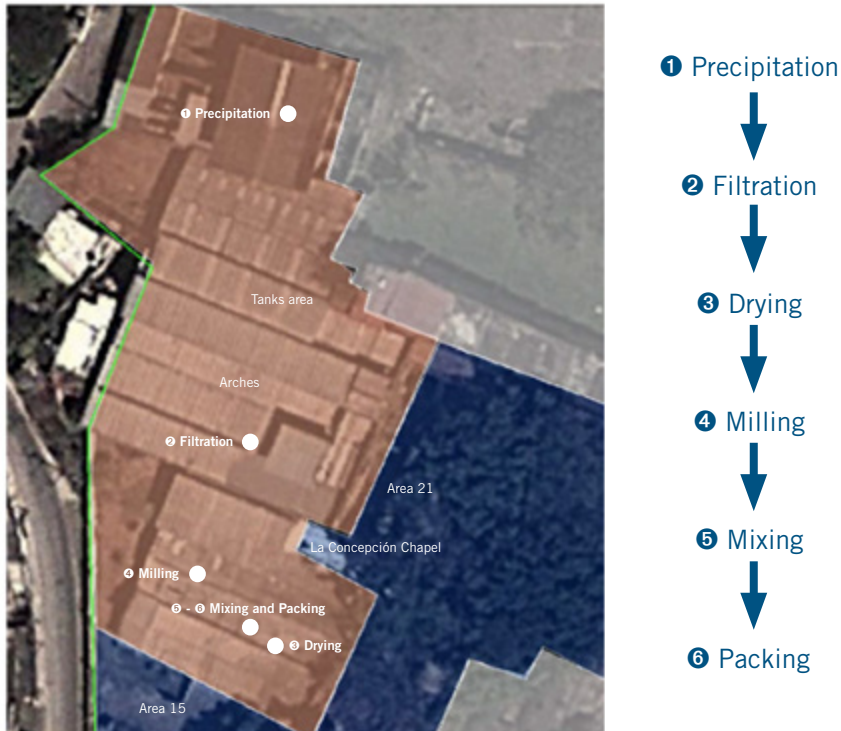 ❶ Precipitation
Tanks area
Arches
❷ Filtration
Area 21
La Concepción Chapel
❹ Milling
❺ - ❻ Mixing and Packing
❸ Drying
Area 15
❶ Precipitation
❷ Filtration
❸ Drying
❹ Milling
❺ Mixing
❻ Packing